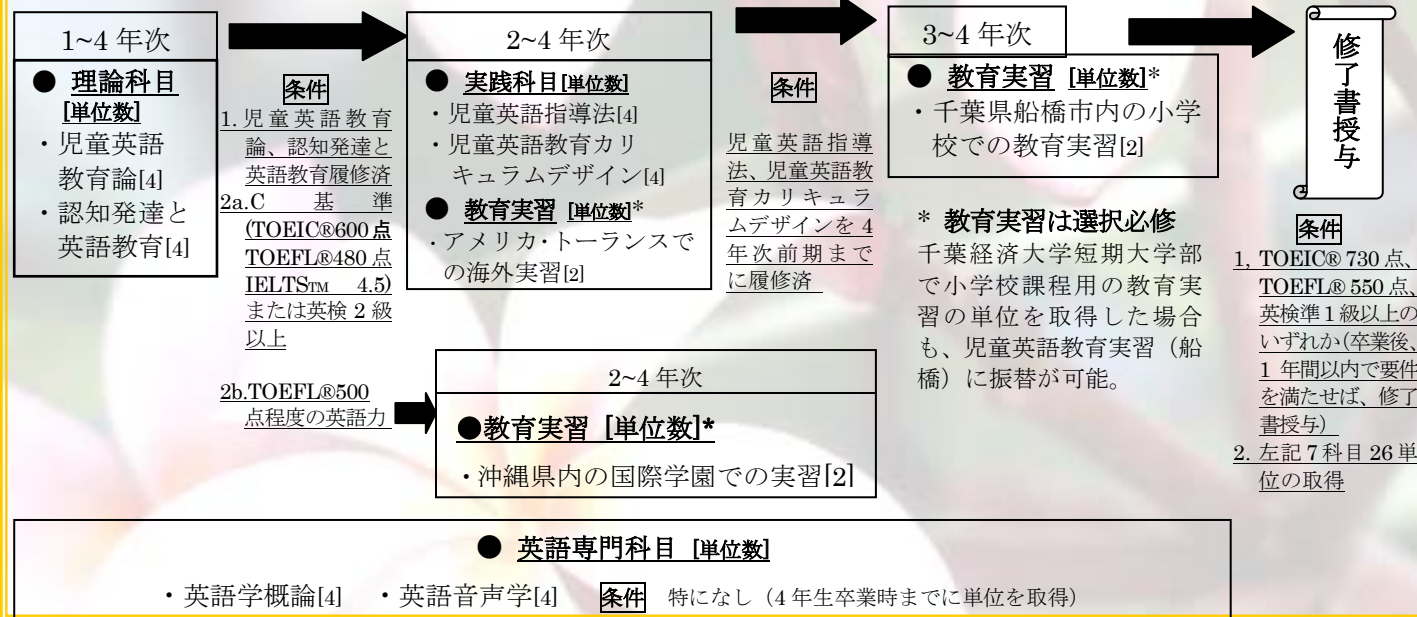 1~4 年次
● 理論科目
[単位数]
・児童英語
教育論[4]
・認知発達と
英語教育[4]
条件
1. 児童英語教育
論、認知発達と
英語教育履修済
2a.C 基準
(TOEIC®600 点
TOEFL®480 点
IELTS™ 4.5)
または英検 2 級
以上
2b.TOEFL®500
点程度の英語力
2~4 年次
● 実践科目[単位数]
・児童英語指導法[4]
・児童英語教育カリ
キュラムデザイン[4]
● 教育実習 [単位数]*
・アメリカ・トーランスで
の海外実習[2]
2~4 年次
●教育実習 [単位数]*
・沖縄県内の国際学園での実習[2]
条件
児童英語指導
法、児童英語教
育カリキュラ
ムデザインを 4
年次前期まで
に履修済
3~4 年次
● 教育実習 [単位数]*
・千葉県船橋市内の小学
校での教育実習[2]
* 教育実習は選択必修
千葉経済大学短期大学部
で小学校課程用の教育実
習の単位を取得した場合
も、児童英語教育実習（船
橋）に振替が可能。
修了書授与
条件
1, TOEIC® 730 点、
TOEFL® 550 点、
英検準 1 級以上の
いずれか(卒業後、
1 年間以内で要件
を満たせば、修了
書授与)
2. 左記 7 科目 26 単
位の取得
● 英語専門科目 [単位数]
・英語学概論[4] ・英語音声学[4] 条件 特になし（4 年生卒業時までに単位を取得）